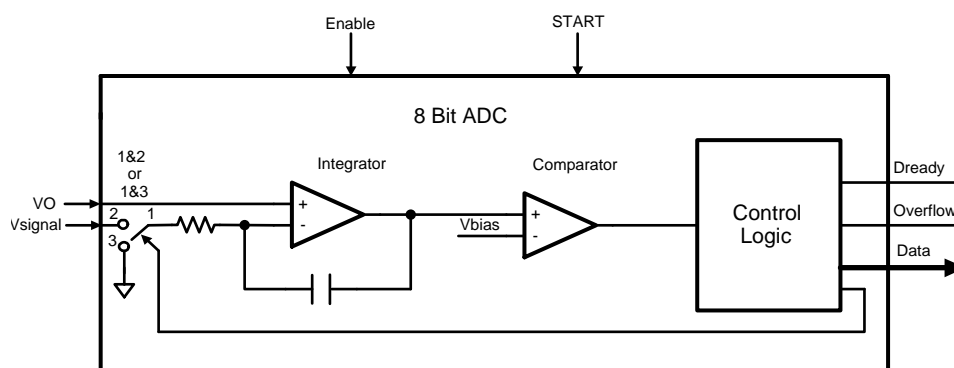 Enable
START
8 Bit ADC
1&2
or
1&3
Integrator
Comparator
Dready
VO
Vsignal
2
1
3
+
-
Vbias
+
-
Control
Logic
Overflow
Data